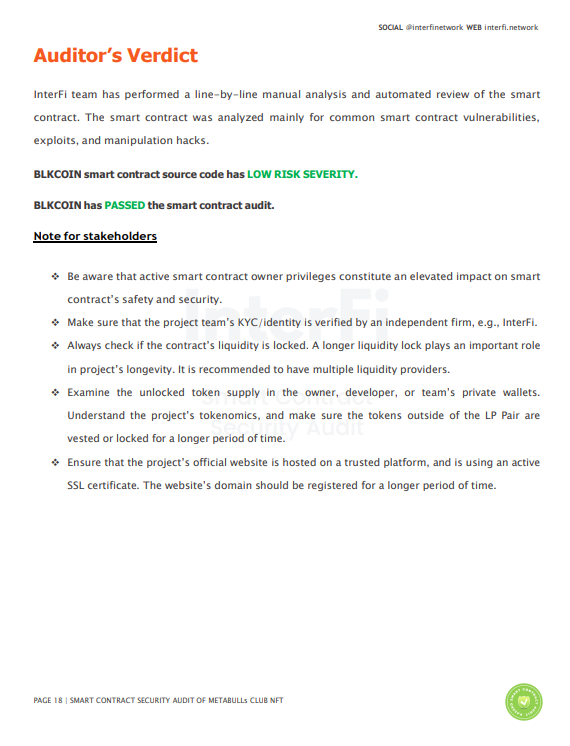 SOCIAL @interfinetwork WEB interfi.network
Auditor's Verdict
InterFi team has performed a line-by-line manual analysis and automated review of the smart
contract. The smart contract was analyzed mainly for common smart contract vulnerabilities,
exploits, and manipulation hacks.
BLKCOIN smart contract source code has LOW RISK SEVERITY.
BLKCOIN has PASSED the smart contract audit.
Note for stakeholders
❖ Be aware that active smart contract owner privileges constitute an elevated impact on smart
contract's safety and security.
❖ Make sure that the project team's KYC/identity is verified by an independent firm, e.g., InterFi.
❖ Always check if the contract's liquidity is locked. A longer liquidity lock plays an important role
in project's longevity. It is recommended to have multiple liquidity providers.
❖ Examine the unlocked token supply in the owner, developer, or team's private wallets.
Understand the project's tokenomics, and make sure the tokens outside of the LP Pair are
vested or locked for a longer period of time.
❖ Ensure that the project's official website is hosted on a trusted platform, and is using an active
SSL certificate. The website's domain should be registered for a longer period of time.
InterFi
Smart Contract
Security Audit
PAGE 18 | SMART CONTRACT SECURITY AUDIT OF METABULLs CLUB NFT